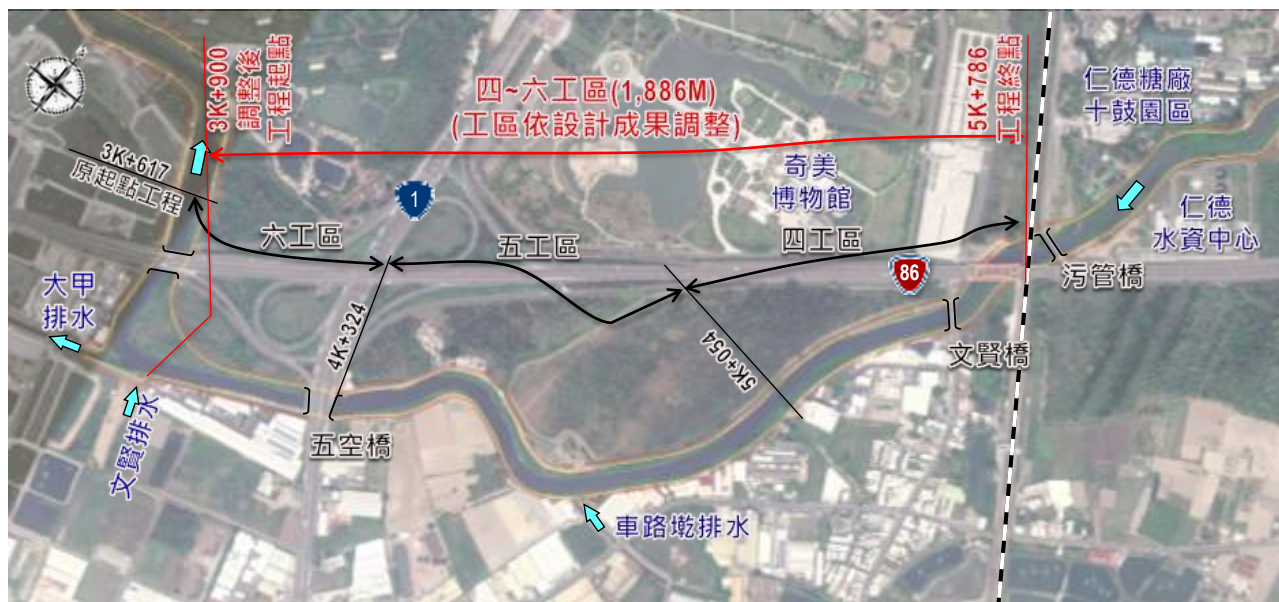 3K+900
調整後
工程起點
四~六工區(1,886M)
(工區依設計成果調整)
5K+786
工程終點
仁德糖廠
十鼓園區
3K+617
原起點工程
1
奇美
博物館
仁德
水資中心
六工區
五工區
四工區
86
污管橋
大甲
排水
4K+324
5K+054
文賢橋
文賢排水
五空橋
車路墘排水